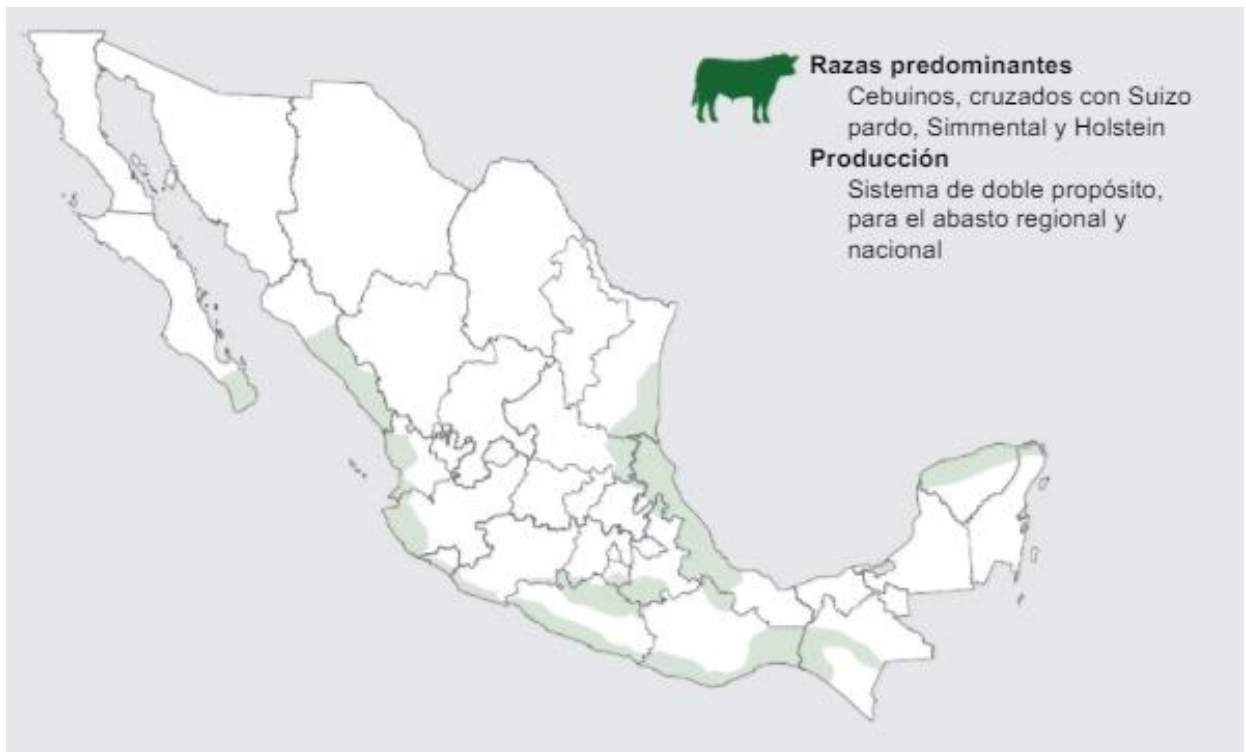 Razas predominantes
Cebuinos, cruzados con Suizo
pardo, Simmental y Holstein
Producción
Sistema de doble propósito,
para el abasto regional y
nacional